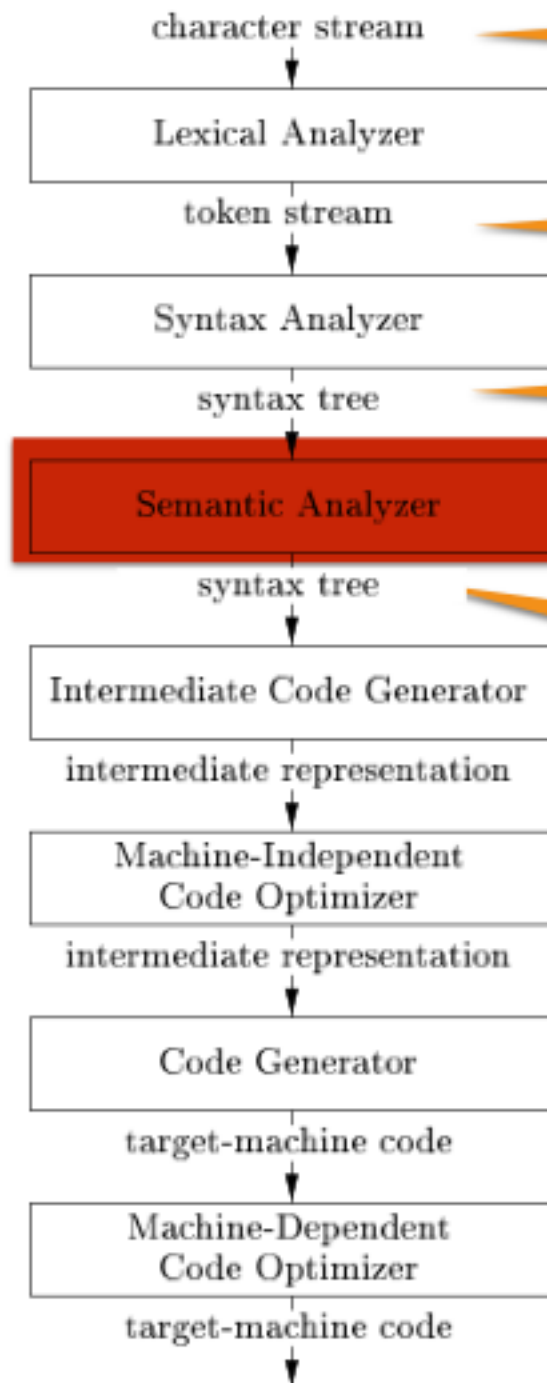 character stream
Lexical Analyzer
token stream
Syntax Analyzer
syntax tree
Semantic Analyzer
syntax tree
Intermediate Code Generator
intermediate representation
Machine-Independent
Code Optimizer
intermediate representation
Code Generator
target-machine code
Machine-Dependent
Code Optimizer
target-machine code